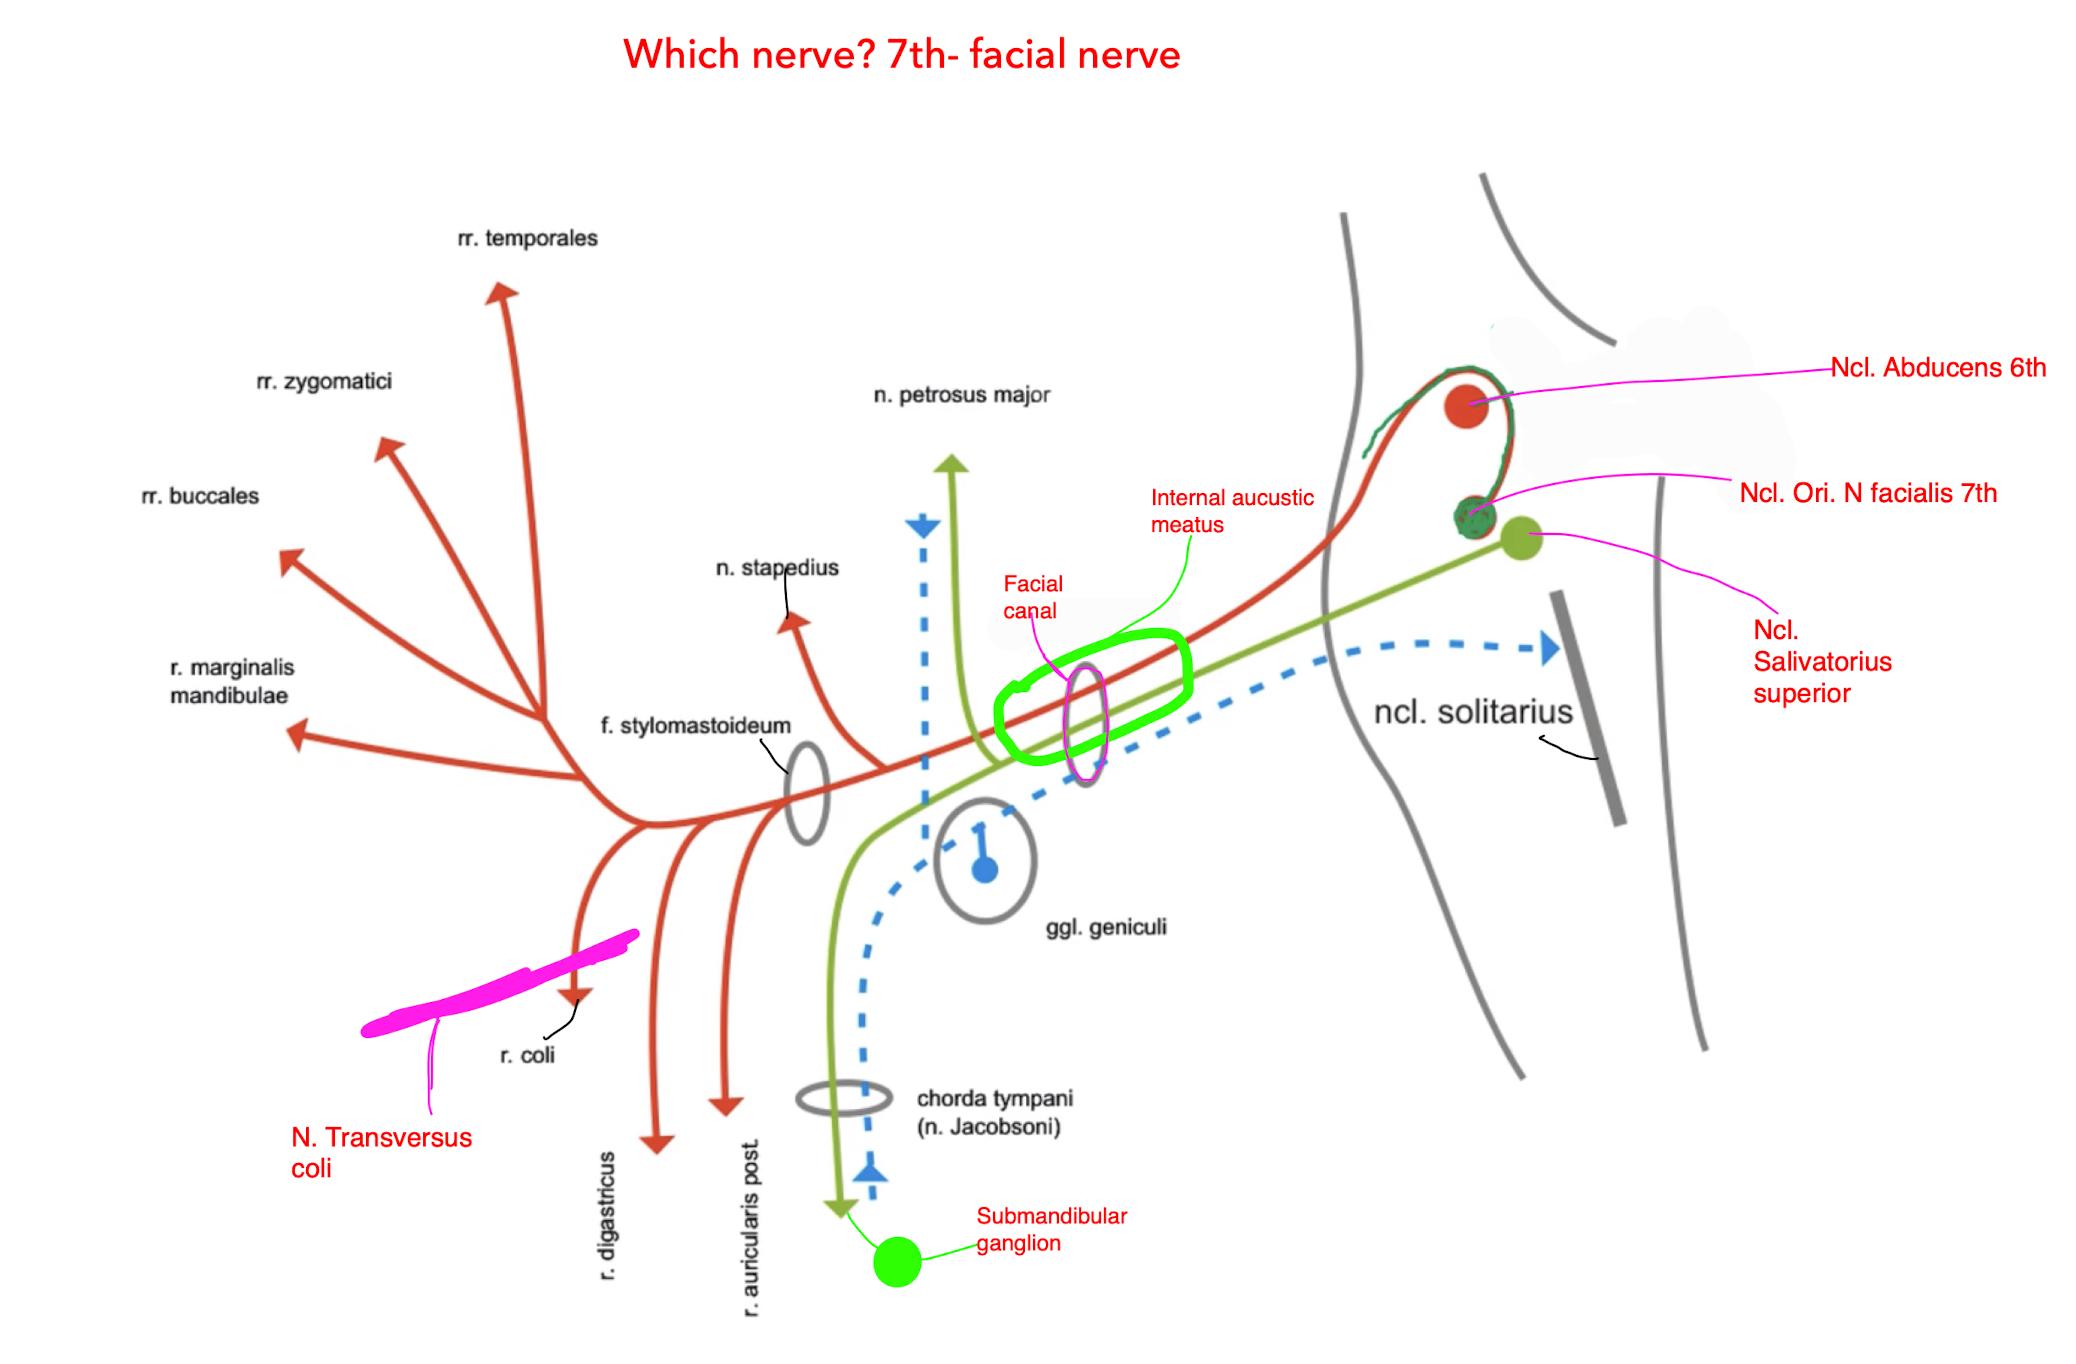 Which nerve? 7th- facial nerve
rr. temporales
rr. zygomatici
n. petrosus major
Ncl. Abducens 6th
rr. buccales
Internal aucustic
meatus
Ncl. Ori. N facialis 7th
n. stapedius
Facial
canal
r. marginalis
mandibulae
Ncl.
Salivatorius
superior
f. stylomastoideum
ncl. solitarius
ggl. geniculi
r. coli
N. Transversus
coli
chorda tympani
(n. Jacobsoni)
r. digastricus
r. auricularis post.
Submandibular
ganglion